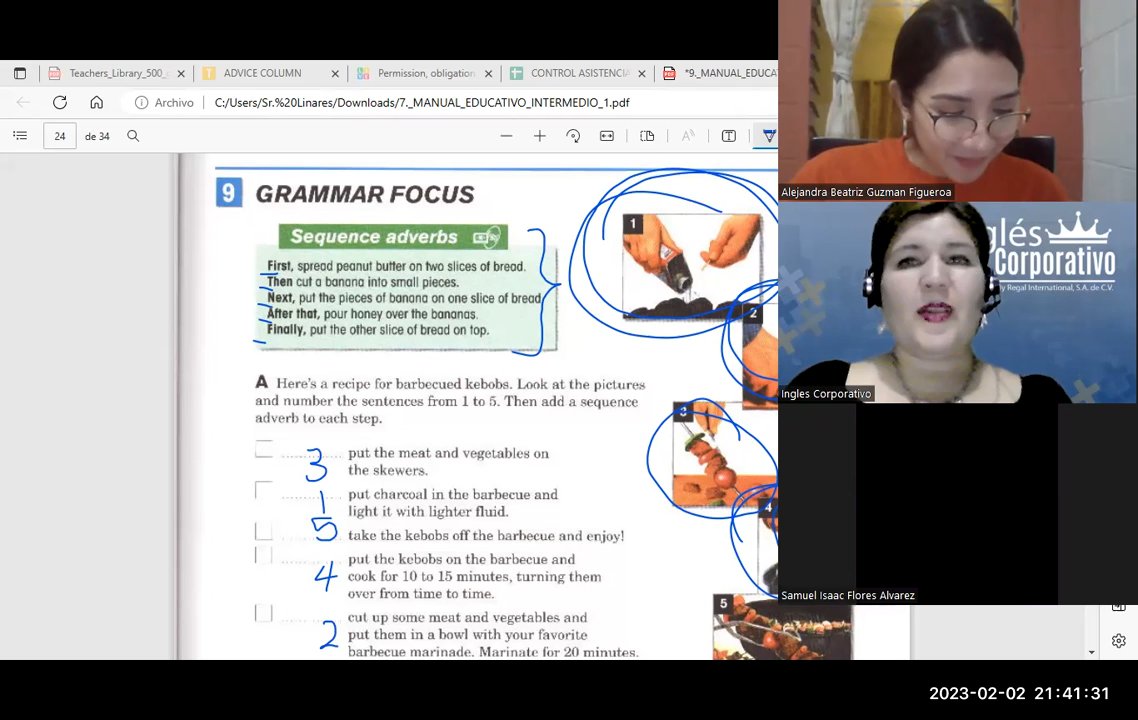 Teachers_Library_500_
ADVICE COLUMN
Permission, obligation
CONTROL ASISTENCIA
*9._MANUAL_EDUCA
Archivo
C:/Users/Sr.%20Linares/Downloads/7._MANUAL_EDUCATIVO_INTERMEDIO_1.pdf
24 de 34
9 GRAMMAR FOCUS
Sequence adverbs
First, spread peanut butter on two slices of bread.
Then cut a banana into small pieces.
Next, put the pieces of banana on one slice of bread
After that, pour honey over the bananas.
Finally, put the other slice of bread on top.
A Here's a recipe for barbecued kebobs. Look at the pictures
and number the sentences from 1 to 5. Then add a sequence
adverb to each step.
3 put the meat and vegetables on
the skewers.
1 put charcoal in the barbecue and
light it with lighter fluid.
5 take the kebobs off the barbecue and enjoy!
4 put the kebobs on the barbecue and
cook for 10 to 15 minutes, turning them
over from time to time.
2 cut up some meat and vegetables and
put them in a bowl with your favorite
barbecue marinade. Marinate for 20 minutes.
1
2
3
4
5
Alejandra Beatriz Guzman Figueroa
glés
Corporativo
y Regal International, S.A. de C.V.
Ingles Corporativo
Samuel Isaac Flores Alvarez
2023-02-02 21:41:31